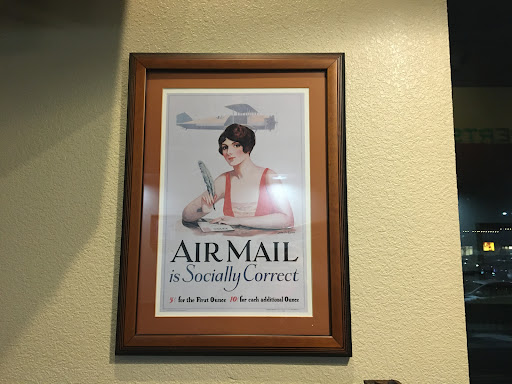 AIR MAIL
is Socially Correct
5¢ for the First Ounce 10¢ for each additional Ounce